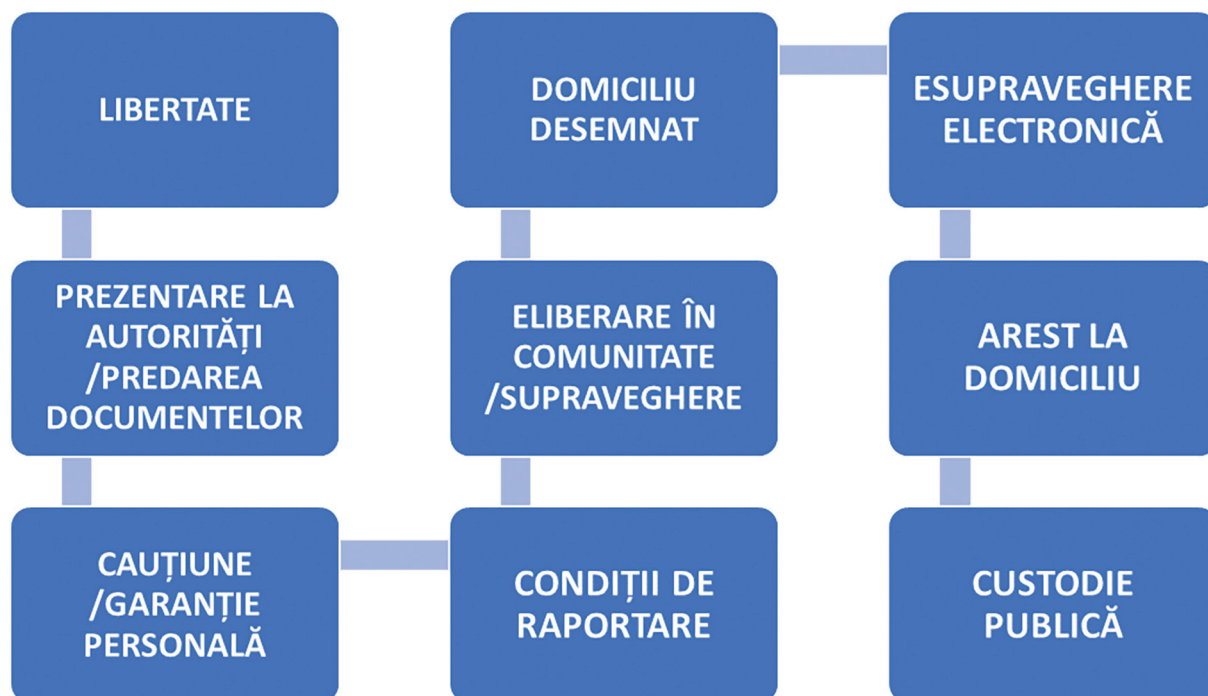 LIBERTATE
PREZENTARE LA
AUTORITĂȚI
/PREDAREA
DOCUMENTELOR
CAUȚIUNE
/GARANȚIE
PERSONALĂ
CONDIȚII DE
RAPORTARE
ELIBERARE ÎN
COMUNITATE
/SUPRAVEGHERE
DOMICILIU
DESEMNAT
ESUPRAVEGHERE
ELECTRONICĂ
AREST LA
DOMICILIU
CUSTODIE
PUBLICĂ